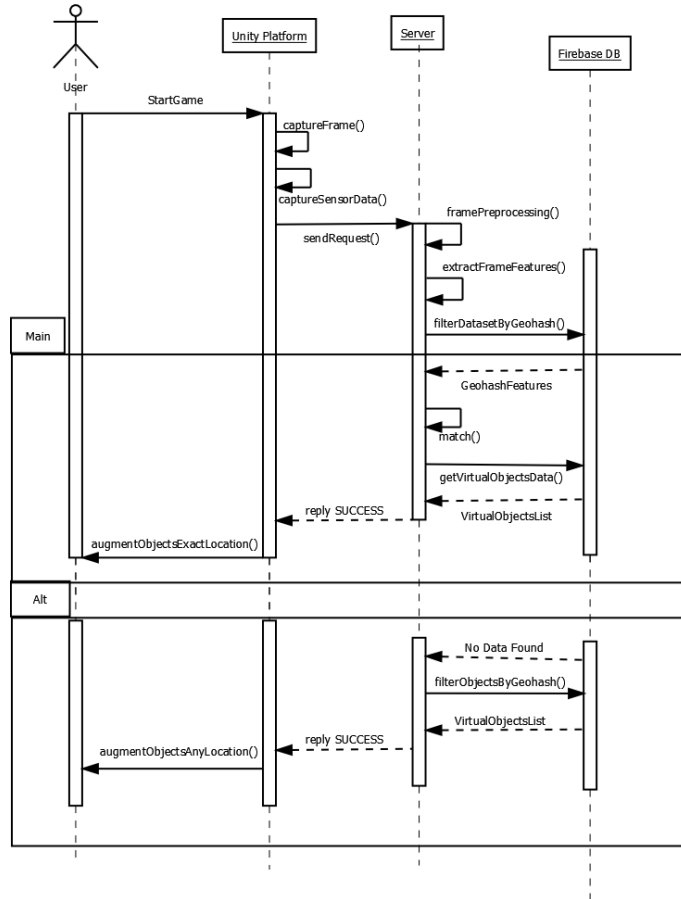 Unity Platform
Server
Firebase DB
User
StartGame
captureFrame()
captureSensorData()
framePreprocessing()
sendRequest()
extractFrameFeatures()
filterDatasetByGeohash()
Main
GeohashFeatures
match()
getVirtualObjectsData()
reply SUCCESS
VirtualObjectsList
augmentObjectsExactLocation()
Alt
No Data Found
filterObjectsByGeohash()
VirtualObjectsList
reply SUCCESS
augmentObjectsAnyLocation()